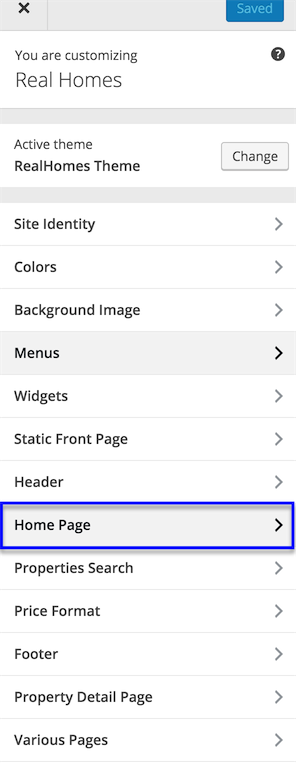 Saved
You are customizing
Real Homes
Active theme
RealHomes Theme
Change
Site Identity
Colors
Background Image
Menus
Widgets
Static Front Page
Header
Home Page
Properties Search
Price Format
Footer
Property Detail Page
Various Pages